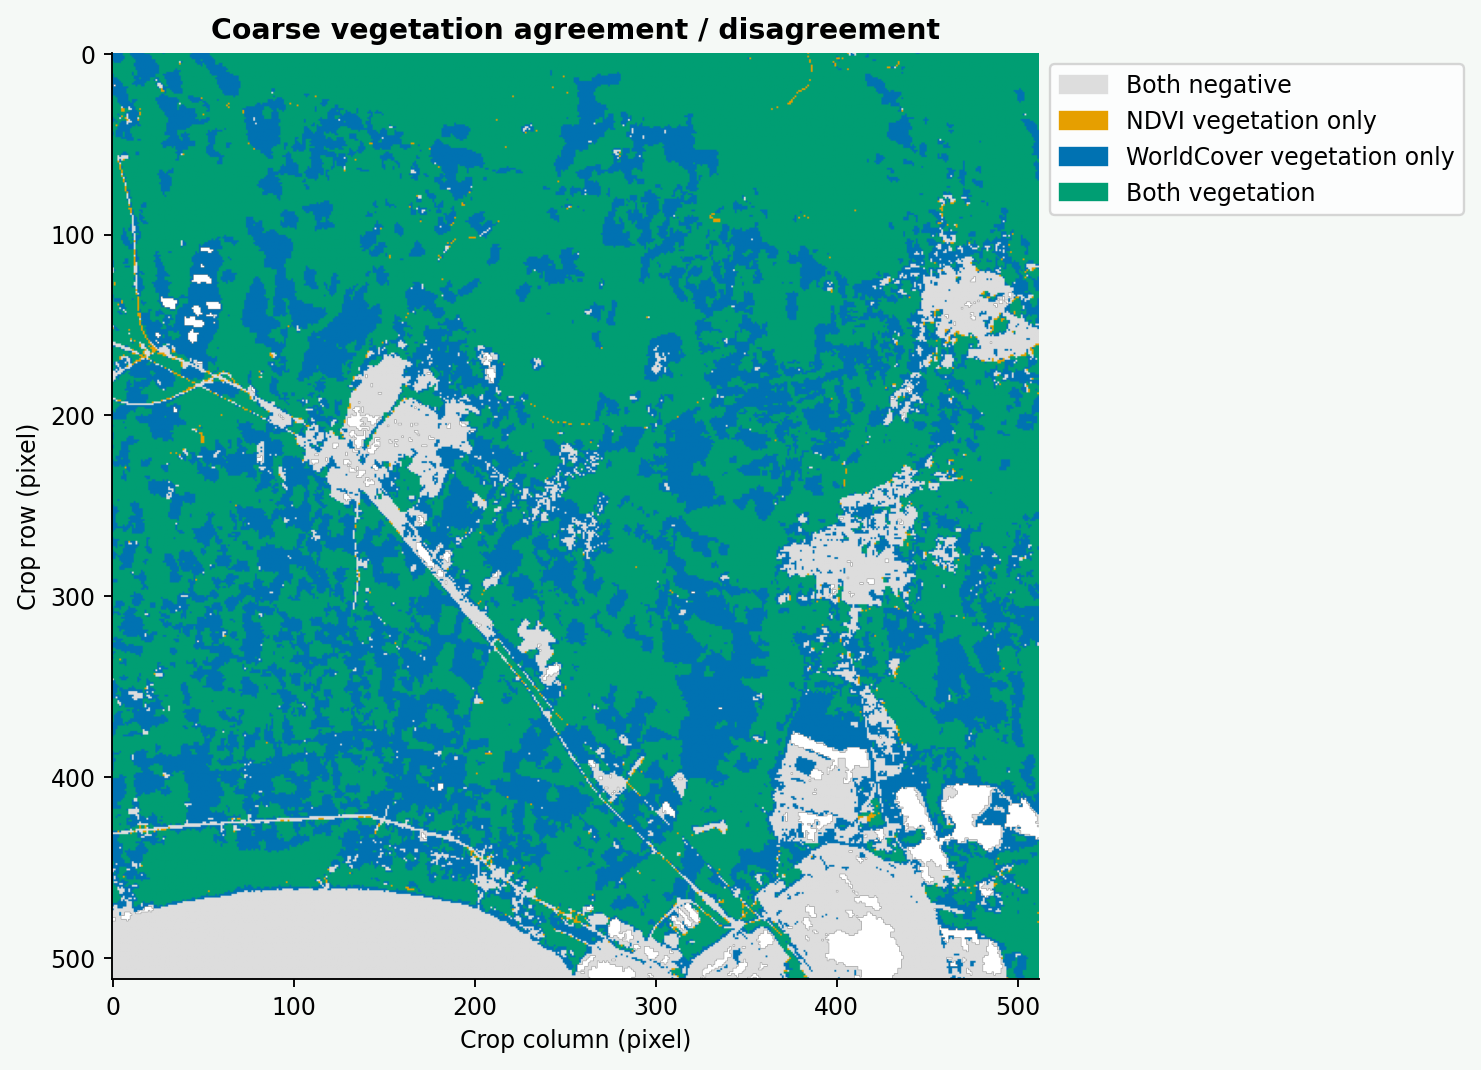 Coarse vegetation agreement / disagreement
Both negative
NDVI vegetation only
WorldCover vegetation only
Both vegetation
0
100
200
300
400
500
Crop row (pixel)
0
100
200
300
400
500
Crop column (pixel)